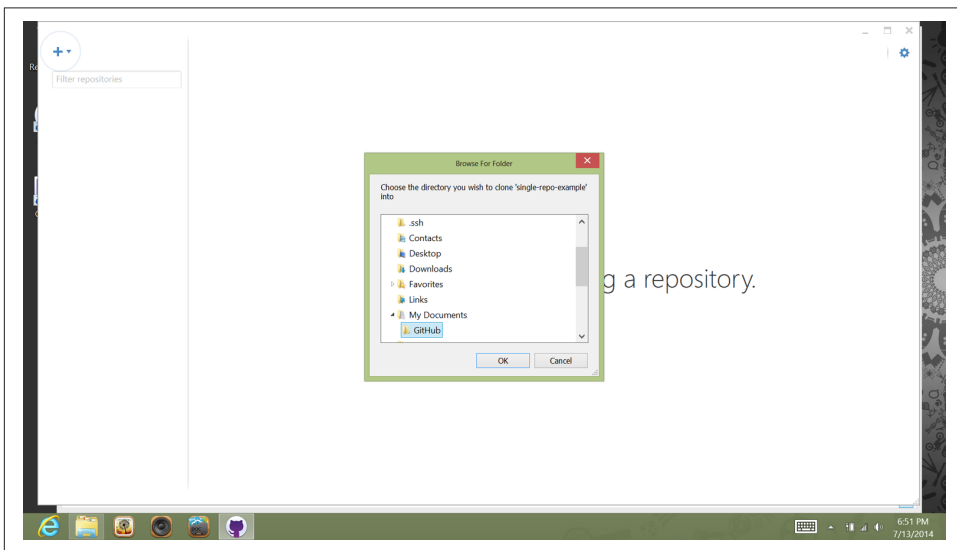 Re
Filter repositories
Browse For Folder
Choose the directory you wish to clone 'single-repo-example'
into
.ssh
Contacts
Desktop
Downloads
Favorites
Links
My Documents
GitHub
g a repository.
OK
Cancel
6:51 PM
7/13/2014